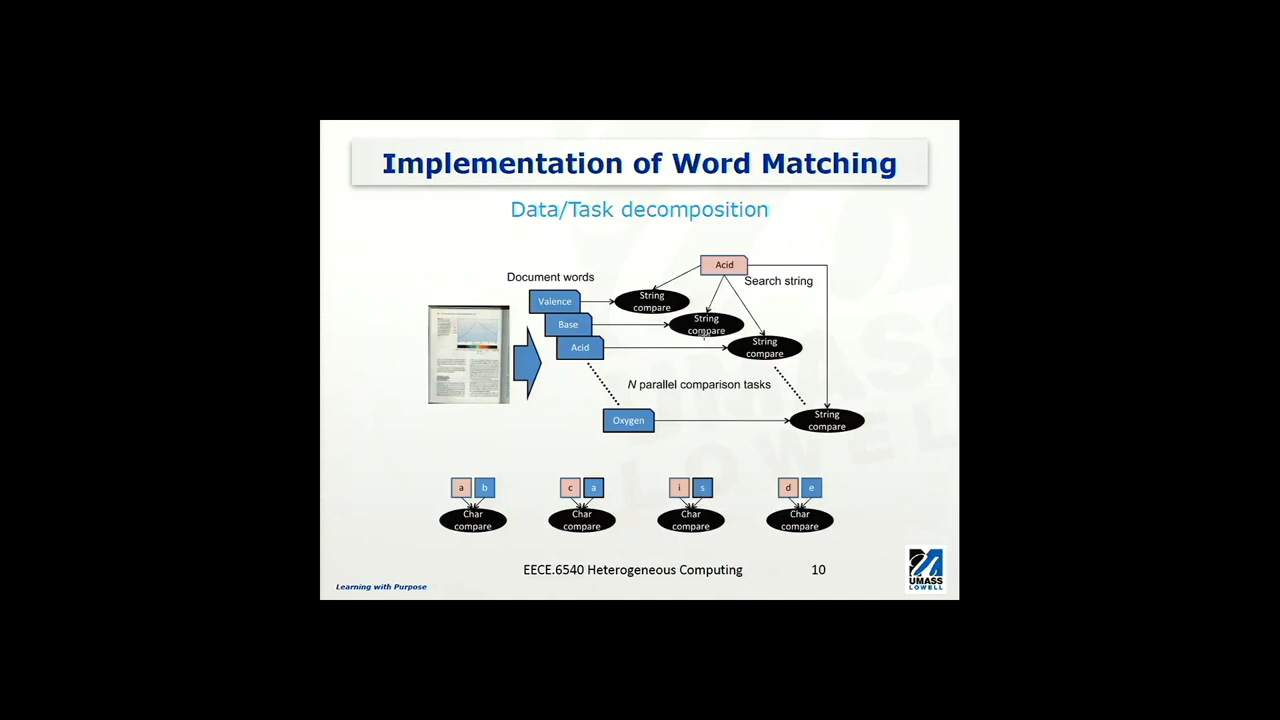 Implementation of Word Matching
Data/Task decomposition
Acid
Document words
Search string
Valence
String
compare
Base
String
compare
Acid
String
compare
N parallel comparison tasks
Oxygen
String
compare
a b
c a
i s
d e
Char
compare
Char
compare
Char
compare
Char
compare
EECE.6540 Heterogeneous Computing
10
Learning with Purpose
UMASS
LOWELL